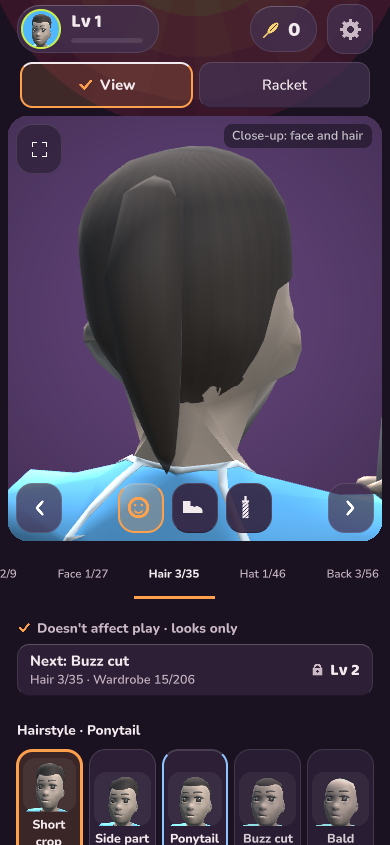 Lv 1
0
View
Racket
Close-up: face and hair
2/9
Face 1/27
Hair 3/35
Hat 1/46
Back 3/56
Doesn't affect play · looks only
Next: Buzz cut
Hair 3/35 · Wardrobe 15/206
Lv 2
Hairstyle · Ponytail
Short crop
Side part
Ponytail
Buzz cut
Bald